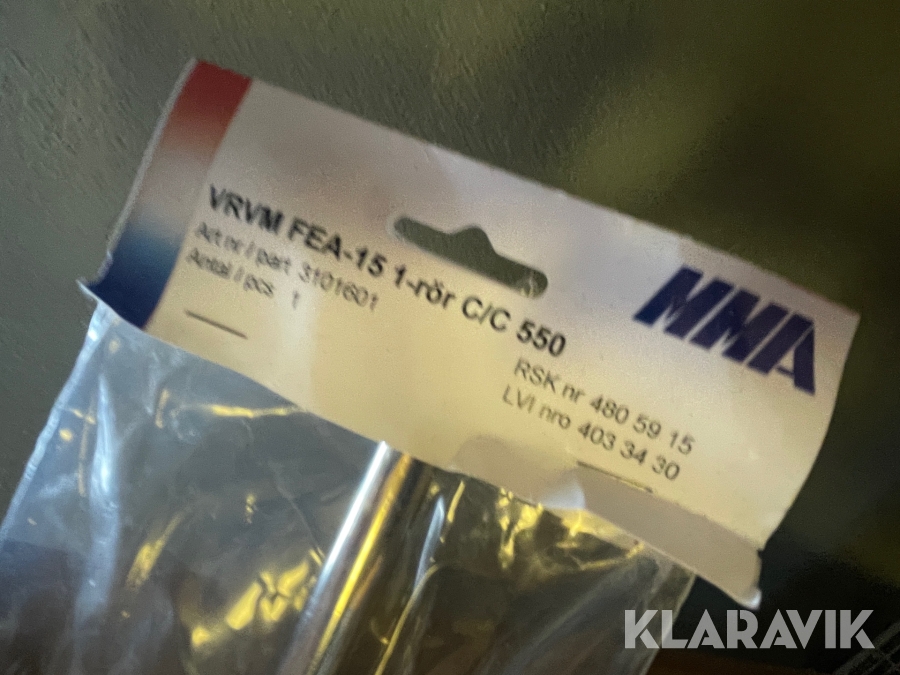 VRVM FEA-15 1-rör C/C 550
Art nr / part 3101601
Antal / pcs 1
MMA
RSK nr 480 59 15
LVI nro 403 34 30
KLARAVIK